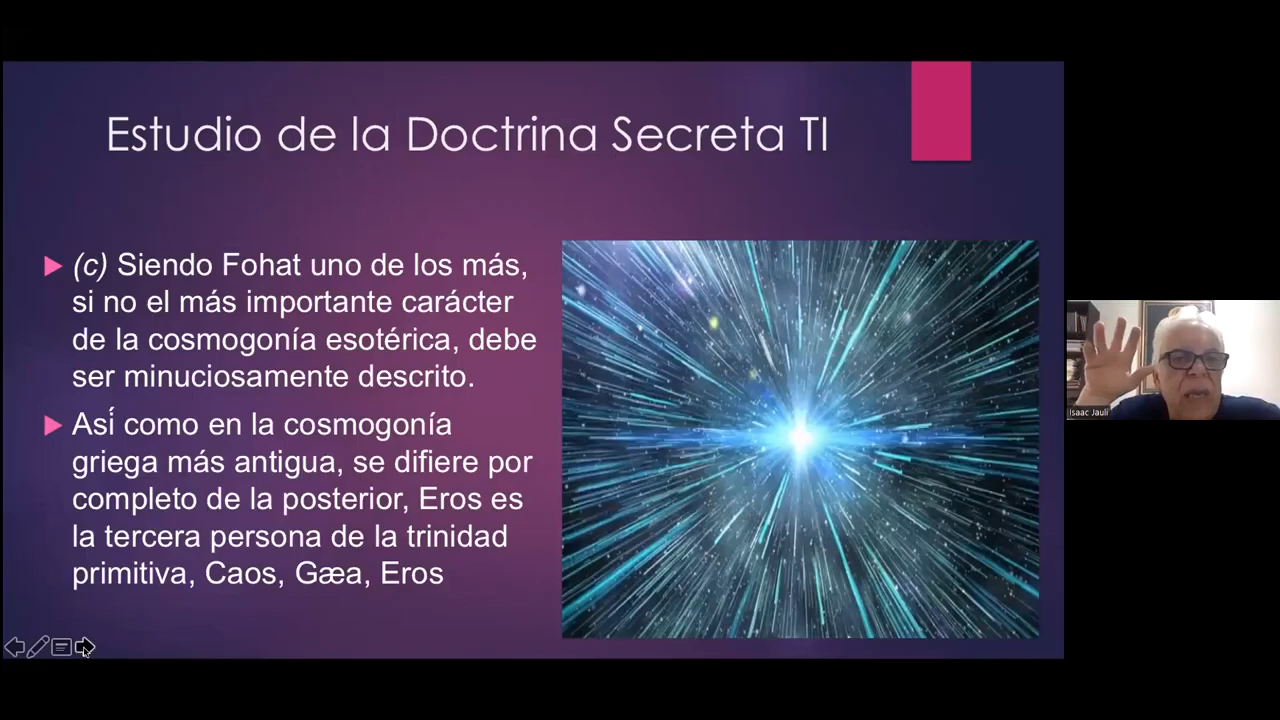 Estudio de la Doctrina Secreta TI
(c) Siendo Fohat uno de los más,
si no el más importante carácter
de la cosmogonía esotérica, debe
ser minuciosamente descrito.
Así como en la cosmogonía
griega más antigua, se difiere por
completo de la posterior, Eros es
la tercera persona de la trinidad
primitiva, Caos, Gæa, Eros
Isaac Jauli